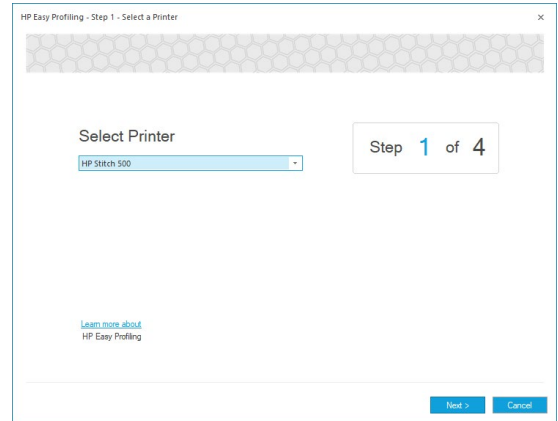 HP Easy Profiling - Step 1 - Select a Printer
Select Printer
HP Stitch 500
Step 1 of 4
Learn more about
HP Easy Profiling
Next >
Cancel